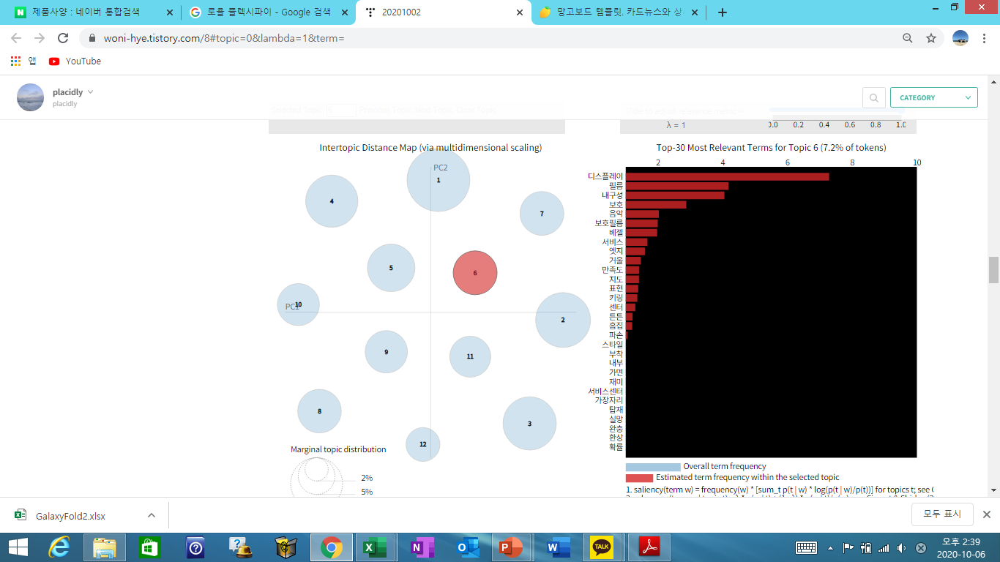 제품사양 : 네이버 통합검색
로욜 플렉시파이 - Google 검색
20201002
망고보드 템플릿. 카드뉴스와 상
woni-hye.tistory.com/8#topic=0&lambda=1&term=
앱
YouTube
placidly
placidly
CATEGORY
λ = 1
0.0 0.2 0.4 0.6 0.8 1.0
Intertopic Distance Map (via multidimensional scaling)
PC2
1
4
7
5
6
10
PC1
2
9
11
8
3
12
Marginal topic distribution
2%
5%
Top-30 Most Relevant Terms for Topic 6 (7.2% of tokens)
2 4 6 8 10
디스플레이
필름
내구성
보호
음악
보호필름
베젤
서비스
엣지
거울
만족도
지도
표현
키링
센터
튼튼
흠집
파손
스타일
부착
내부
가면
재미
서비스센터
가장자리
탑재
실망
완충
환상
확률
Overall term frequency
Estimated term frequency within the selected topic
1. saliency(term w) = frequency(w) * [sum_t p(t | w) * log(p(t | w)/p(t))] for topics t; see
GalaxyFold2.xlsx
모두 표시
TALK
오후 2:39
2020-10-06